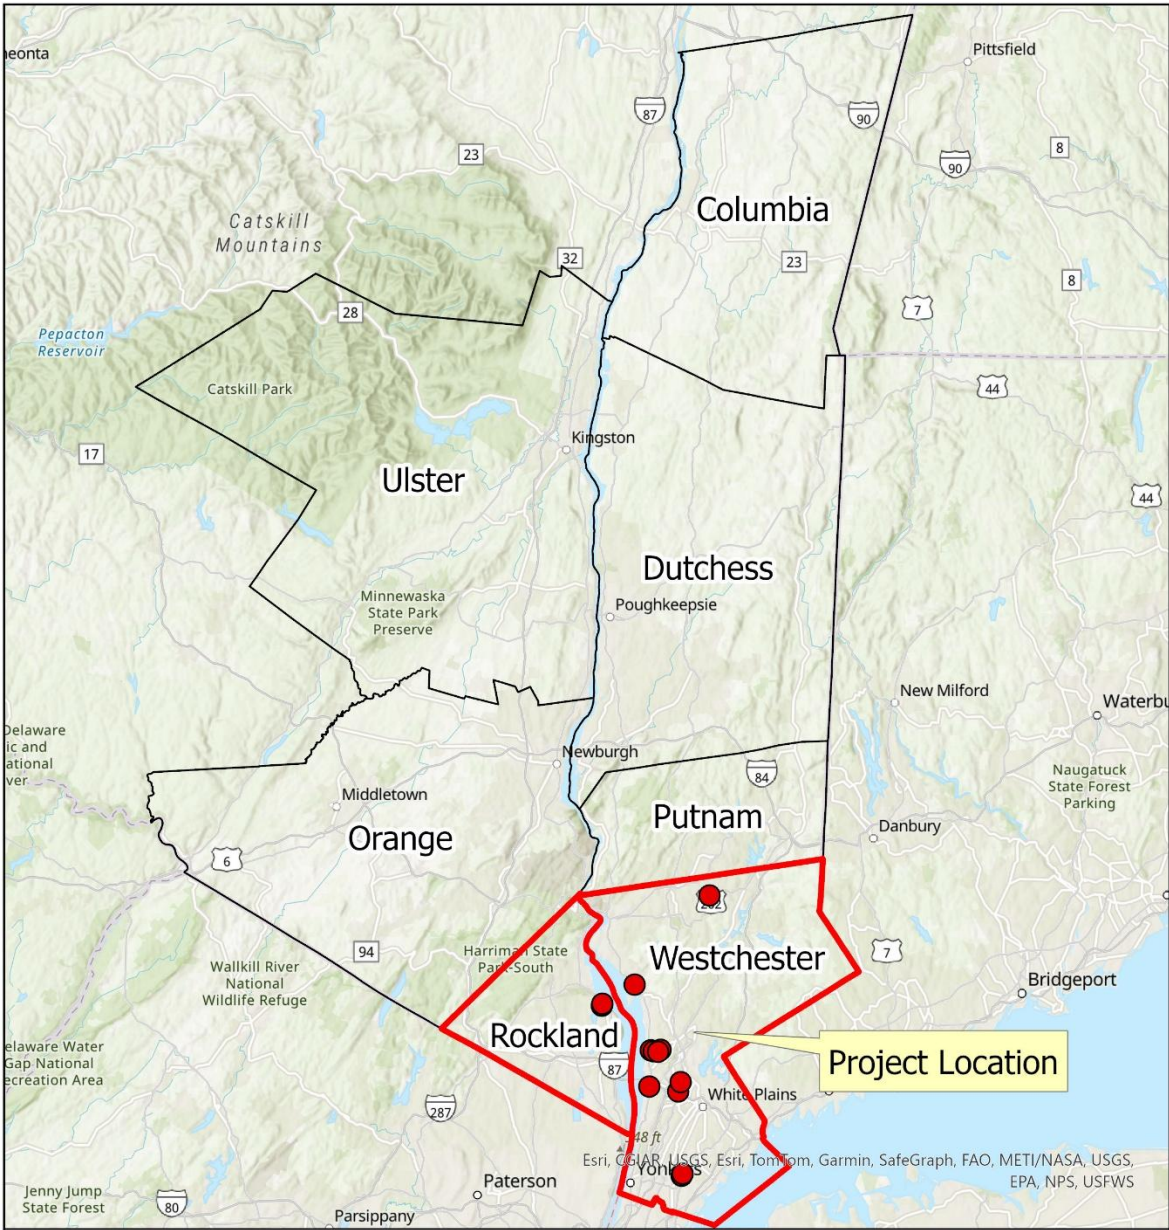 eonta
Pittsfield
87
90
8
23
90
Columbia
Catskill
Mountains
32
23
8
28
7
Pepacton
Reservoir
Catskill Park
44
17
Kingston
Ulster
44
Dutchess
Minnewaska
State Park
Preserve
Poughkeepsie
New Milford
Waterbu
Delaware
ic and
ational
ver
Newburgh
84
Naugatuck
State Forest
Parking
Middletown
Putnam
Danbury
Orange
6
202
94
Harriman State
Park-South
Westchester
7
Wallkill River
National
Wildlife Refuge
Bridgeport
Rockland
elaware Water
Gap National
ecreation Area
87
Project Location
White Plains
287
348 ft
Esri, CGIAR, USGS, Esri, TomTom, Garmin, SafeGraph, FAO, METI/NASA, USGS,
EPA, NPS, USFWS
Yonkers
Paterson
Jenny Jump
State Forest
80
Parsippany